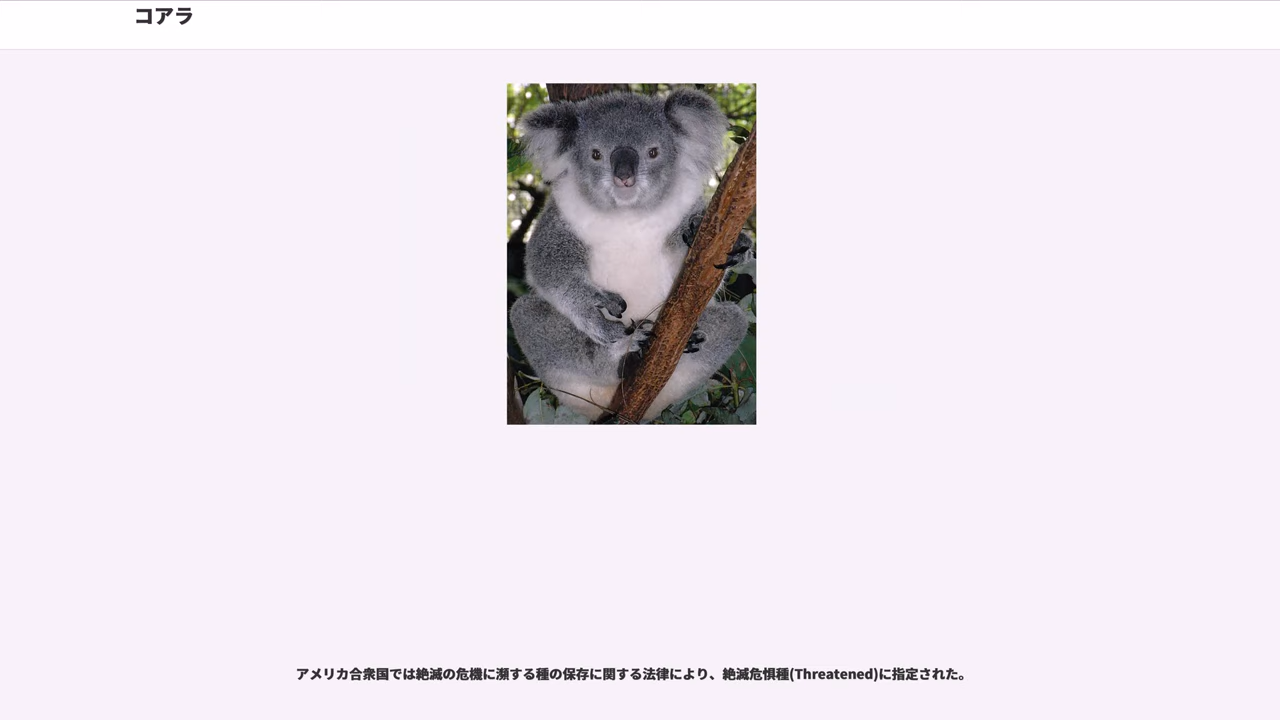 コアラ
アメリカ合衆国では絶滅の危機に瀕する種の保存に関する法律により、絶滅危惧種(Threatened)に指定された。